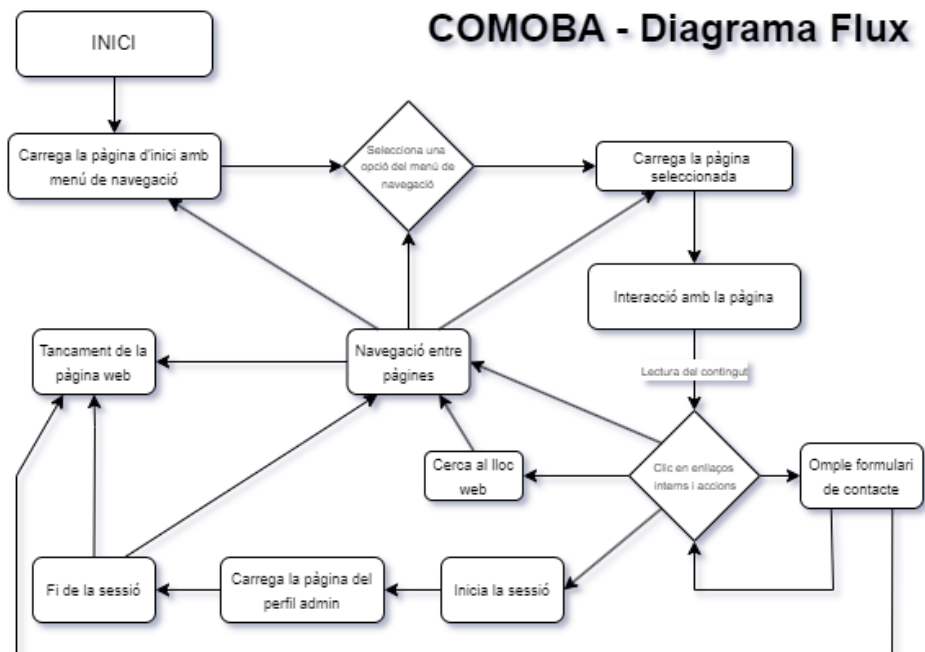 COMOBA - Diagrama Flux
INICI
Carrega la pàgina d'inici amb
menú de navegació
Selecciona una
opció del menú de
navegació
Carrega la pàgina
seleccionada
Interacció amb la pàgina
Tancament de la
pàgina web
Navegació entre
pàgines
Lectura del contingut
Cerca al lloc
web
Clic en enllaços
interns i accions
Omple formulari
de contacte
Fi de la sessió
Carrega la pàgina del
perfil admin
Inicia la sessió